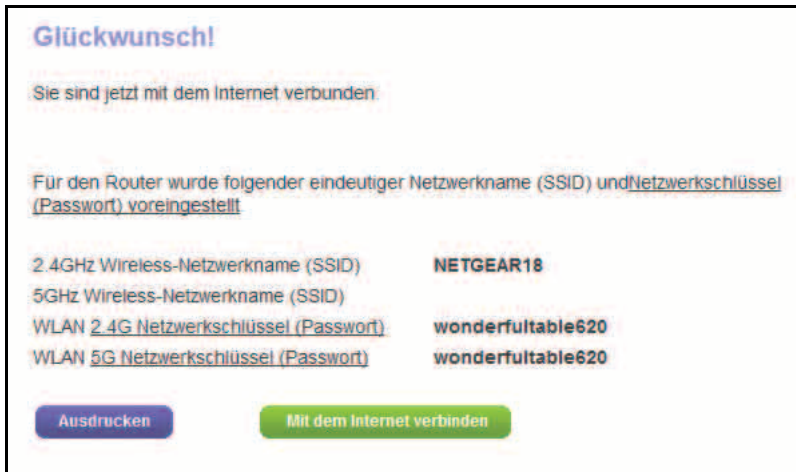 Glückwunsch!
Sie sind jetzt mit dem Internet verbunden.
Für den Router wurde folgender eindeutiger Netzwerkname (SSID) undNetzwerkschlüssel
(Passwort) voreingestellt
2.4GHz Wireless-Netzwerkname (SSID) NETGEAR18
5GHz Wireless-Netzwerkname (SSID)
WLAN 2.4G Netzwerkschlüssel (Passwort) wonderfultable620
WLAN 5G Netzwerkschlüssel (Passwort) wonderfultable620
Ausdrucken Mit dem Internet verbinden